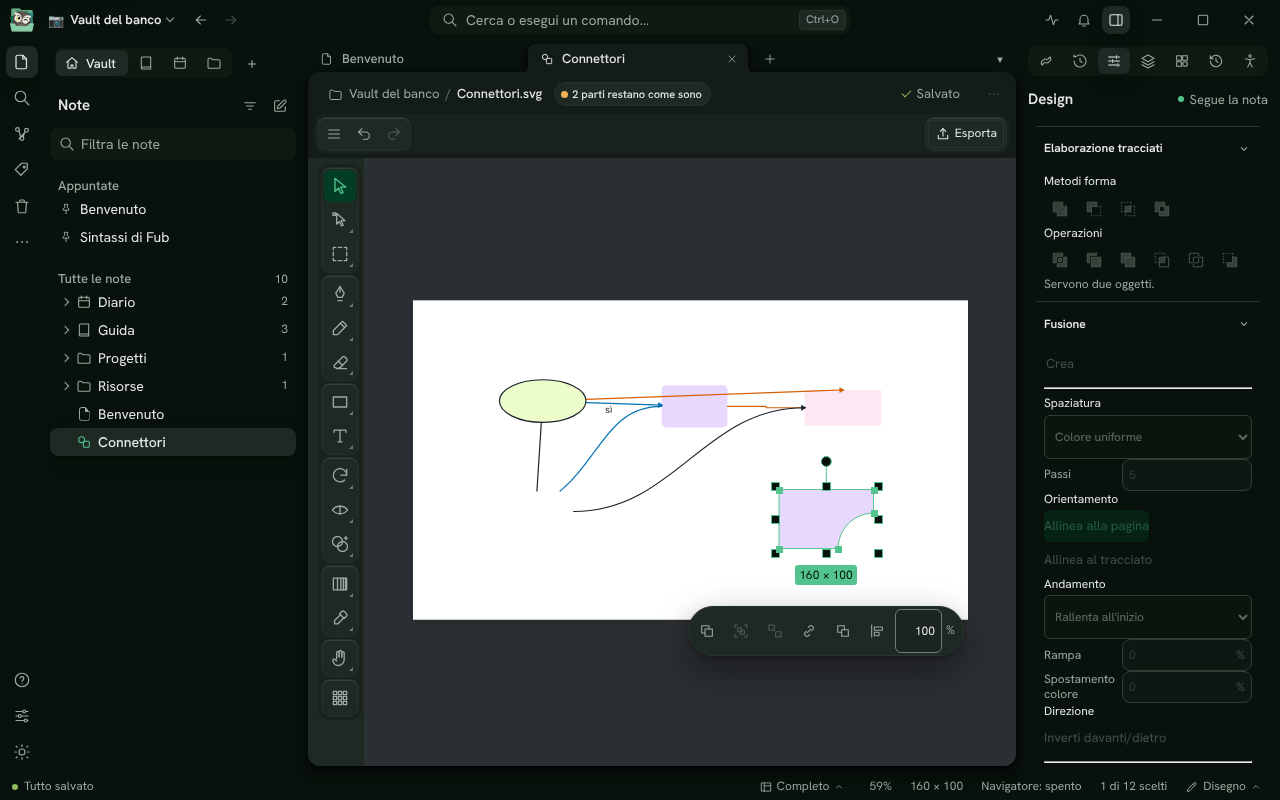 Vault del banco
Cerca o esegui un comando...
Ctrl+O
Vault
Benvenuto
Connettori
Note
Vault del banco / Connettori.svg
2 parti restano come sono
Salvato
Design
Segue la nota
Filtra le note
Esporta
Elaborazione tracciati
Appuntate
Benvenuto
Sintassi di Fub
Metodi forma
Operazioni
Servono due oggetti.
Tutte le note 10
Diario 2
Guida 3
Progetti 1
Risorse 1
Benvenuto
Connettori
sì
160 × 100
100 %
Fusione
Crea
Spaziatura
Colore uniforme
Passi 5
Orientamento
Allinea alla pagina
Allinea al tracciato
Andamento
Rallenta all'inizio
Rampa 0 %
Spostamento colore 0 %
Direzione
Inverti davanti/dietro
Tutto salvato
Completo
59%
160 × 100
Navigatore: spento
1 di 12 scelti
Disegno